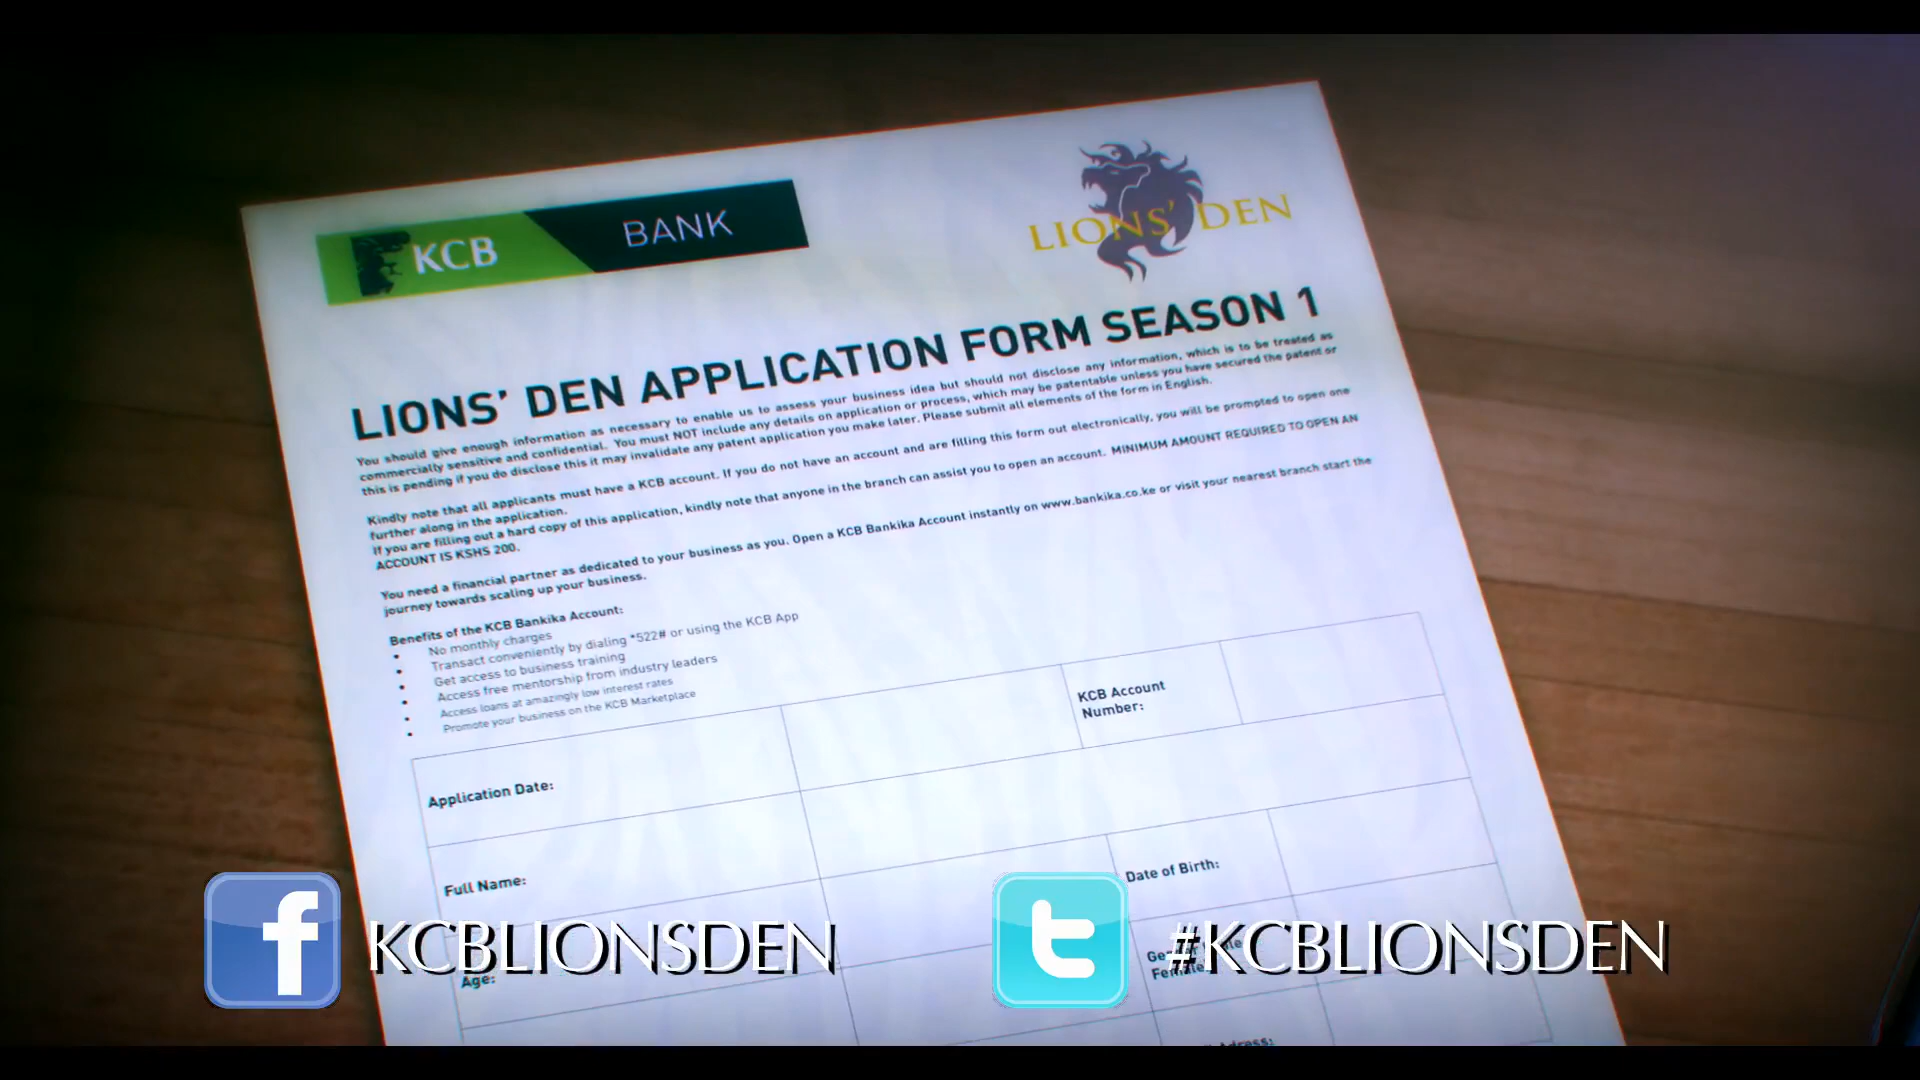 KCB BANK
LIONS' DEN
LIONS' DEN APPLICATION FORM SEASON 1
You should give enough information as necessary to enable us to assess your business idea but should not disclose any information, which is to be treated as
commercially sensitive and confidential. You must NOT include any details on application or process, which may be patentable unless you have secured the patent or
this is pending if you do disclose this it may invalidate any patent application you make later. Please submit all elements of the form in English.
Kindly note that all applicants must have a KCB account. If you do not have an account and are filling this form out electronically, you will be prompted to open one
further along in the application.
If you are filling out a hard copy of this application, kindly note that anyone in the branch can assist you to open an account. MINIMUM AMOUNT REQUIRED TO OPEN AN
ACCOUNT IS KSHS 200.
You need a financial partner as dedicated to your business as you. Open a KCB Bankika Account instantly on www.bankika.co.ke or visit your nearest branch start the
journey towards scaling up your business.
Benefits of the KCB Bankika Account:
• No monthly charges
• Transact conveniently by dialing *522# or using the KCB App
• Get access to business training
• Access free mentorship from industry leaders
• Access loans at amazingly low interest rates
• Promote your business on the KCB Marketplace
Application Date:
KCB Account
Number:
Full Name:
Date of Birth:
Age:
Female
f KCBLIONSDEN
t #KCBLIONSDEN